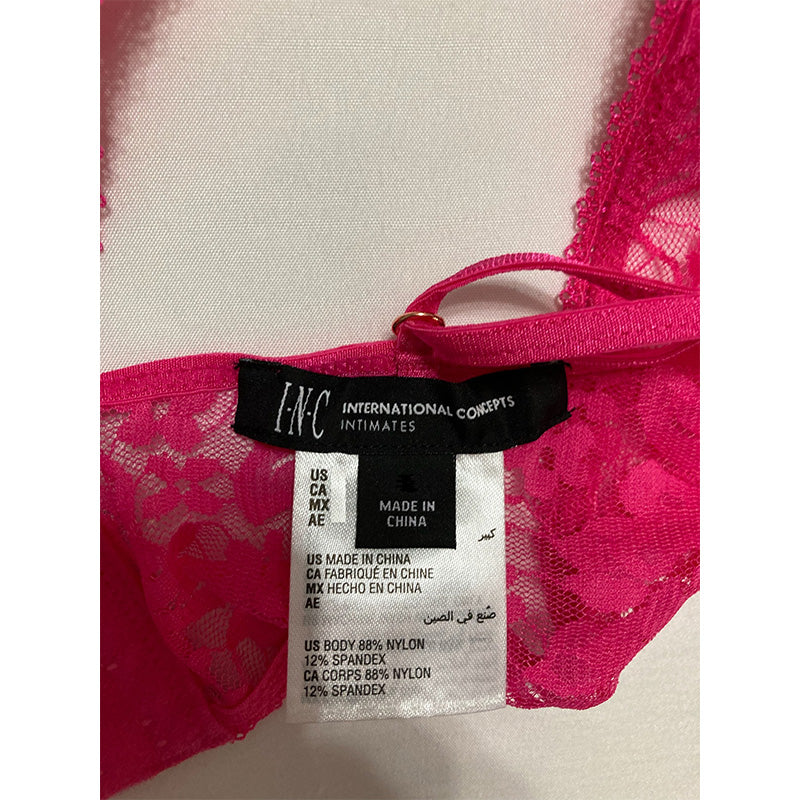 I·N·C INTERNATIONAL CONCEPTS
INTIMATES
US
CA
MX
AE
MADE IN
CHINA
كبير
US MADE IN CHINA
CA FABRIQUÉ EN CHINE
MX HECHO EN CHINA
AE
صُنع في الصين
US BODY 88% NYLON
12% SPANDEX
CA CORPS 88% NYLON
12% SPANDEX